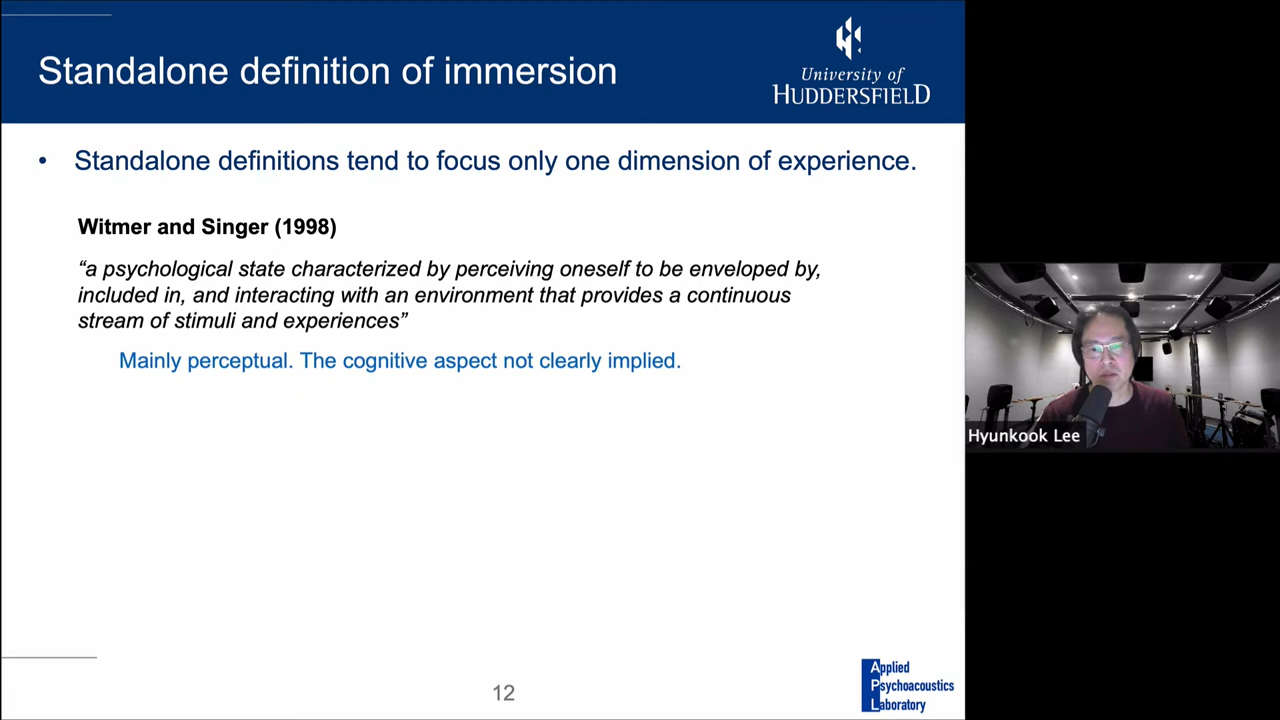 Standalone definition of immersion
University of
HUDDERSFIELD
• Standalone definitions tend to focus only one dimension of experience.
Witmer and Singer (1998)
“a psychological state characterized by perceiving oneself to be enveloped by,
included in, and interacting with an environment that provides a continuous
stream of stimuli and experiences”
Mainly perceptual. The cognitive aspect not clearly implied.
Hyunkook Lee
12
Applied
Psychoacoustics
Laboratory